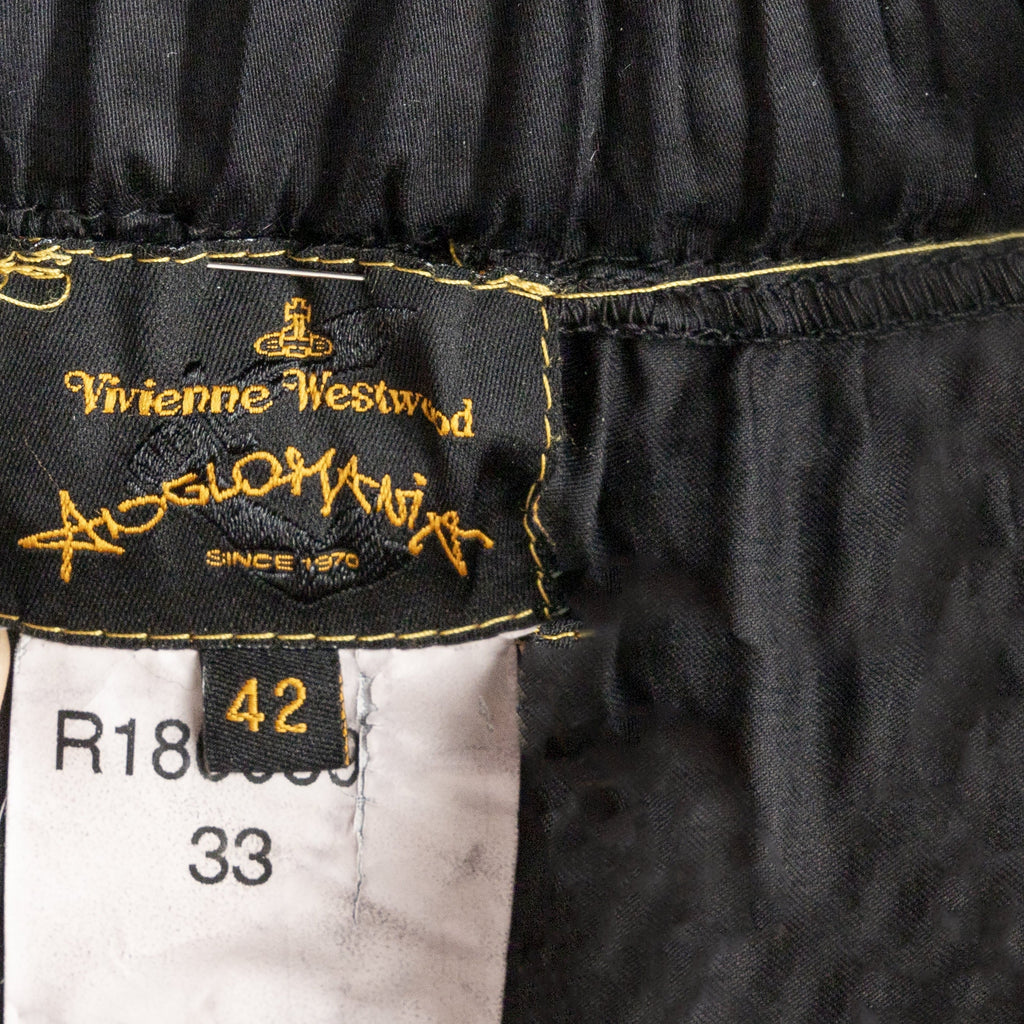 Vivienne Westwood
ANGLOMANiA
SINCE 1970
42
33